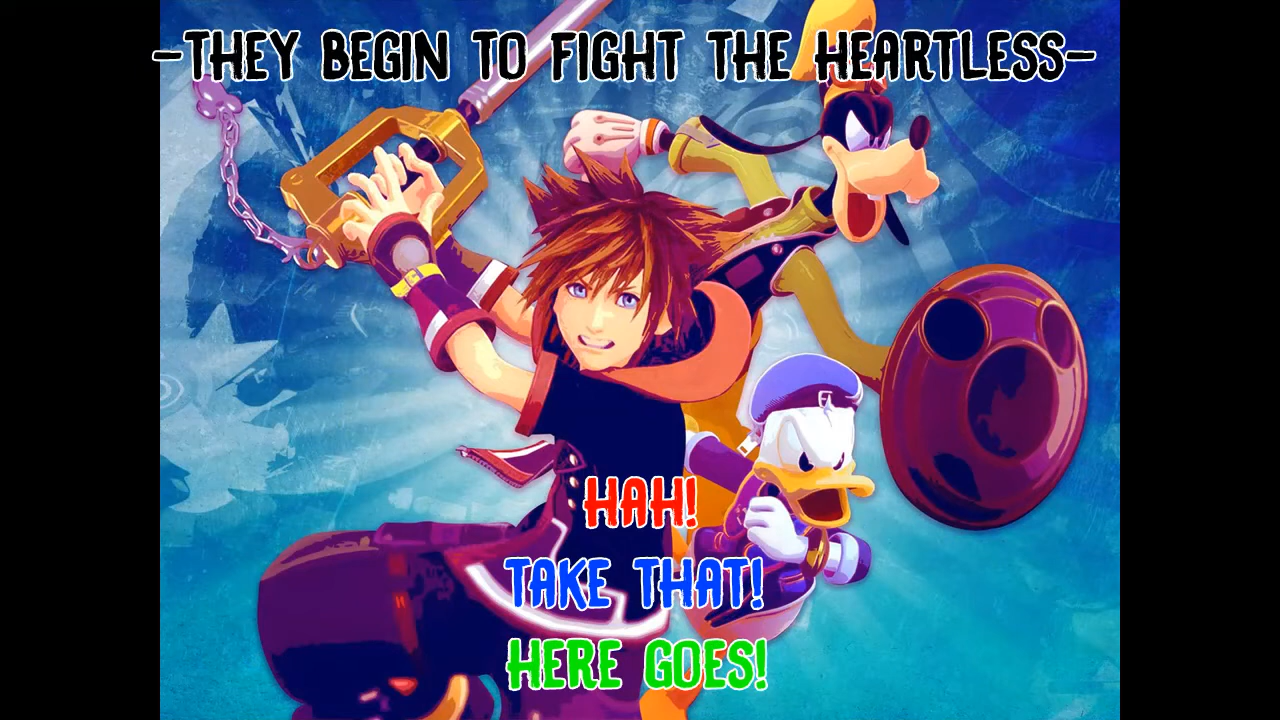 -THEY BEGIN TO FIGHT THE HEARTLESS-
HAH!
TAKE THAT!
HERE GOES!